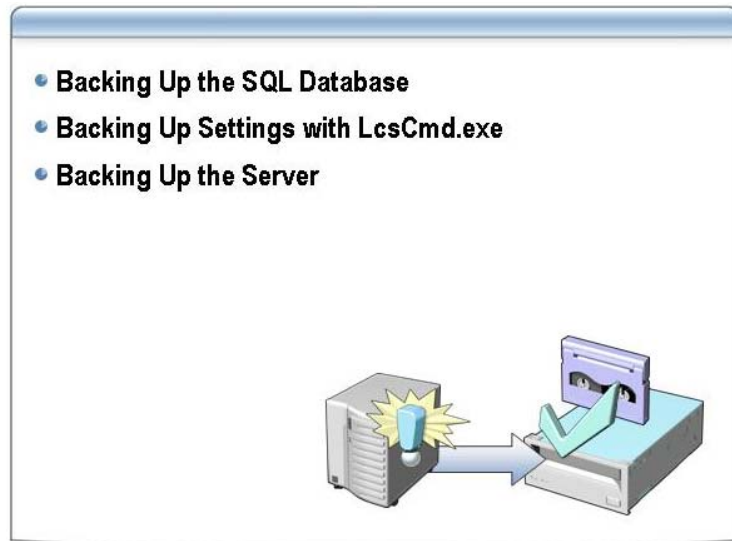 Backing Up the SQL Database
Backing Up Settings with LcsCmd.exe
Backing Up the Server